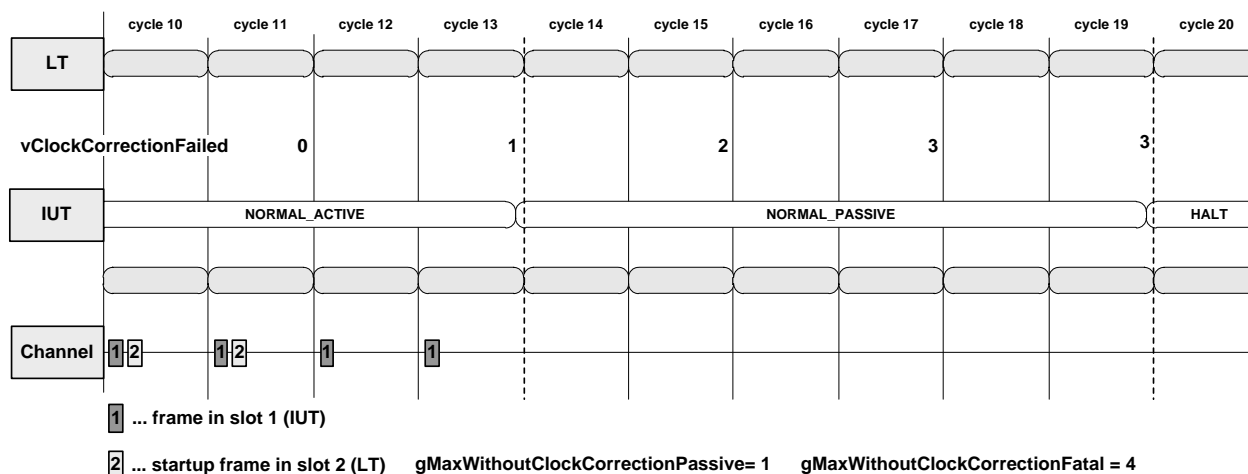 cycle 10 cycle 11 cycle 12 cycle 13 cycle 14 cycle 15 cycle 16 cycle 17 cycle 18 cycle 19 cycle 20
LT
vClockCorrectionFailed 0 1 2 3 3
IUT NORMAL_ACTIVE NORMAL_PASSIVE HALT
Channel 1 2 1 2 1 1
1 ... frame in slot 1 (IUT)
2 ... startup frame in slot 2 (LT) gMaxWithoutClockCorrectionPassive= 1 gMaxWithoutClockCorrectionFatal = 4